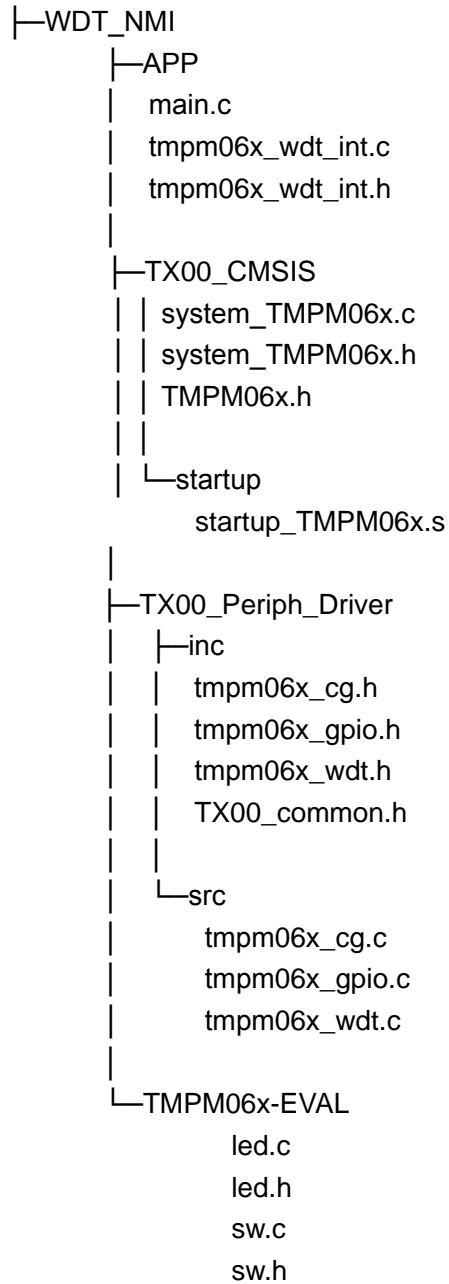 ├─WDT_NMI
├─APP
│ main.c
│ tmpm06x_wdt_int.c
│ tmpm06x_wdt_int.h
│
├─TX00_CMSIS
│ │ system_TMPM06x.c
│ │ system_TMPM06x.h
│ │ TMPM06x.h
│ │
│ └─startup
startup_TMPM06x.s
│
├─TX00_Periph_Driver
│ ├─inc
│ │ tmpm06x_cg.h
│ │ tmpm06x_gpio.h
│ │ tmpm06x_wdt.h
│ │ TX00_common.h
│ │
│ └─src
│ tmpm06x_cg.c
│ tmpm06x_gpio.c
│ tmpm06x_wdt.c
│
└─TMPM06x-EVAL
led.c
led.h
sw.c
sw.h